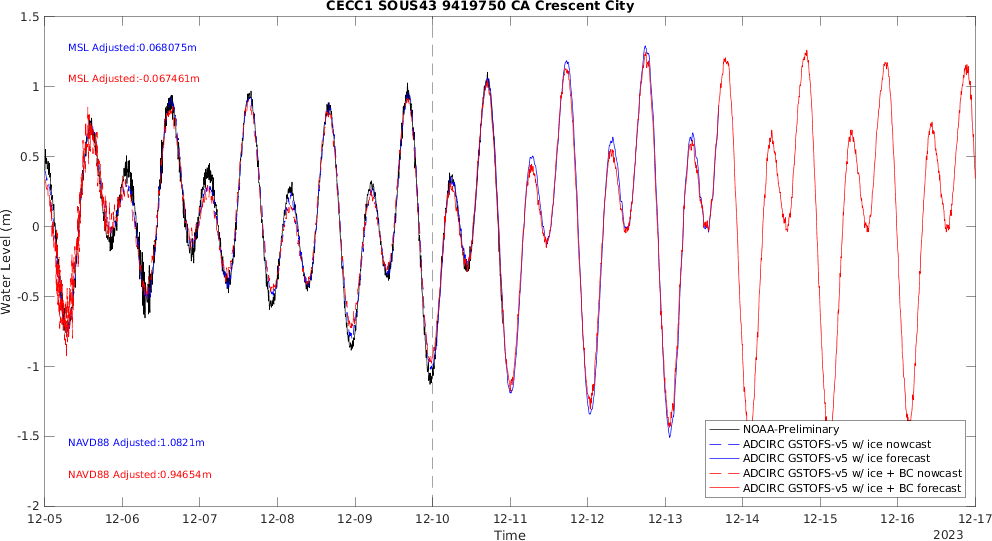 CECC1 SOUS43 9419750 CA Crescent City
1.5
1
0.5
0
-0.5
-1
-1.5
-2
Water Level (m)
MSL Adjusted:0.068075m
MSL Adjusted:-0.067461m
NAVD88 Adjusted:1.0821m
NAVD88 Adjusted:0.94654m
NOAA-Preliminary
ADCIRC GSTOFS-v5 w/ ice nowcast
ADCIRC GSTOFS-v5 w/ ice forecast
ADCIRC GSTOFS-v5 w/ ice + BC nowcast
ADCIRC GSTOFS-v5 w/ ice + BC forecast
12-05 12-06 12-07 12-08 12-09 12-10 12-11 12-12 12-13 12-14 12-15 12-16 12-17
Time
2023